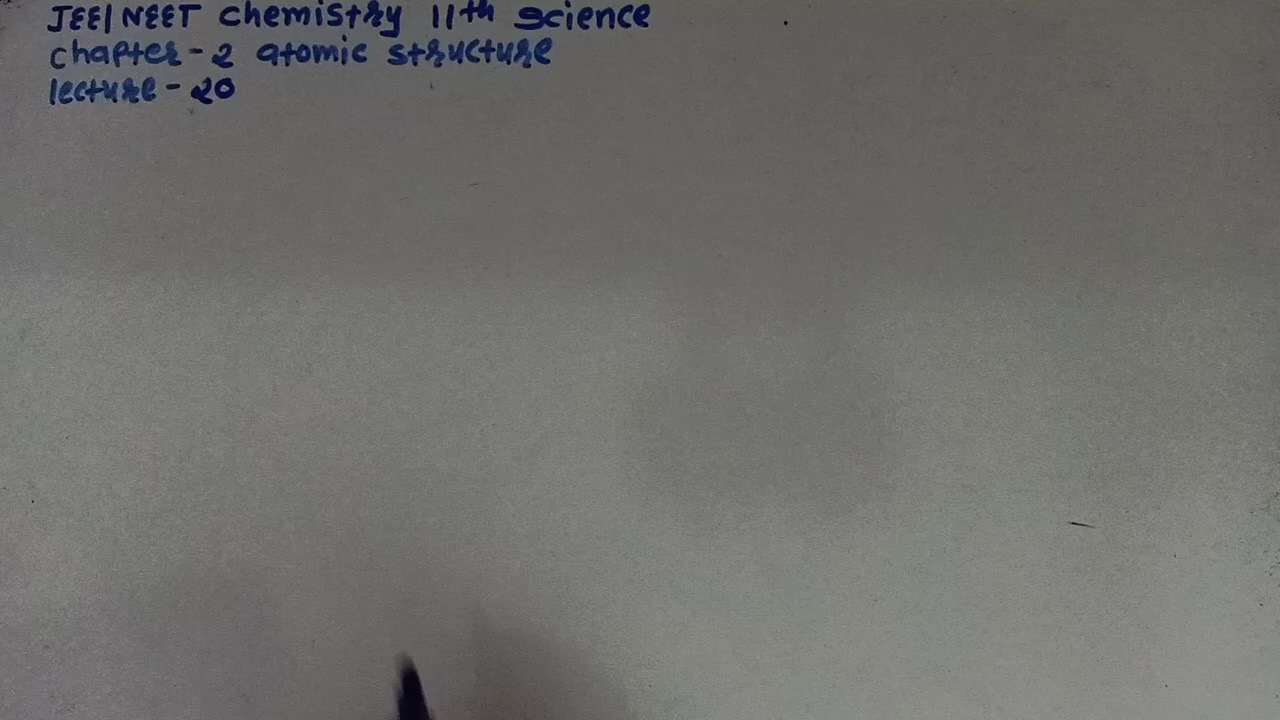 JEE/NEET chemistry 11th science
chapter-2 atomic structure
lecture-20